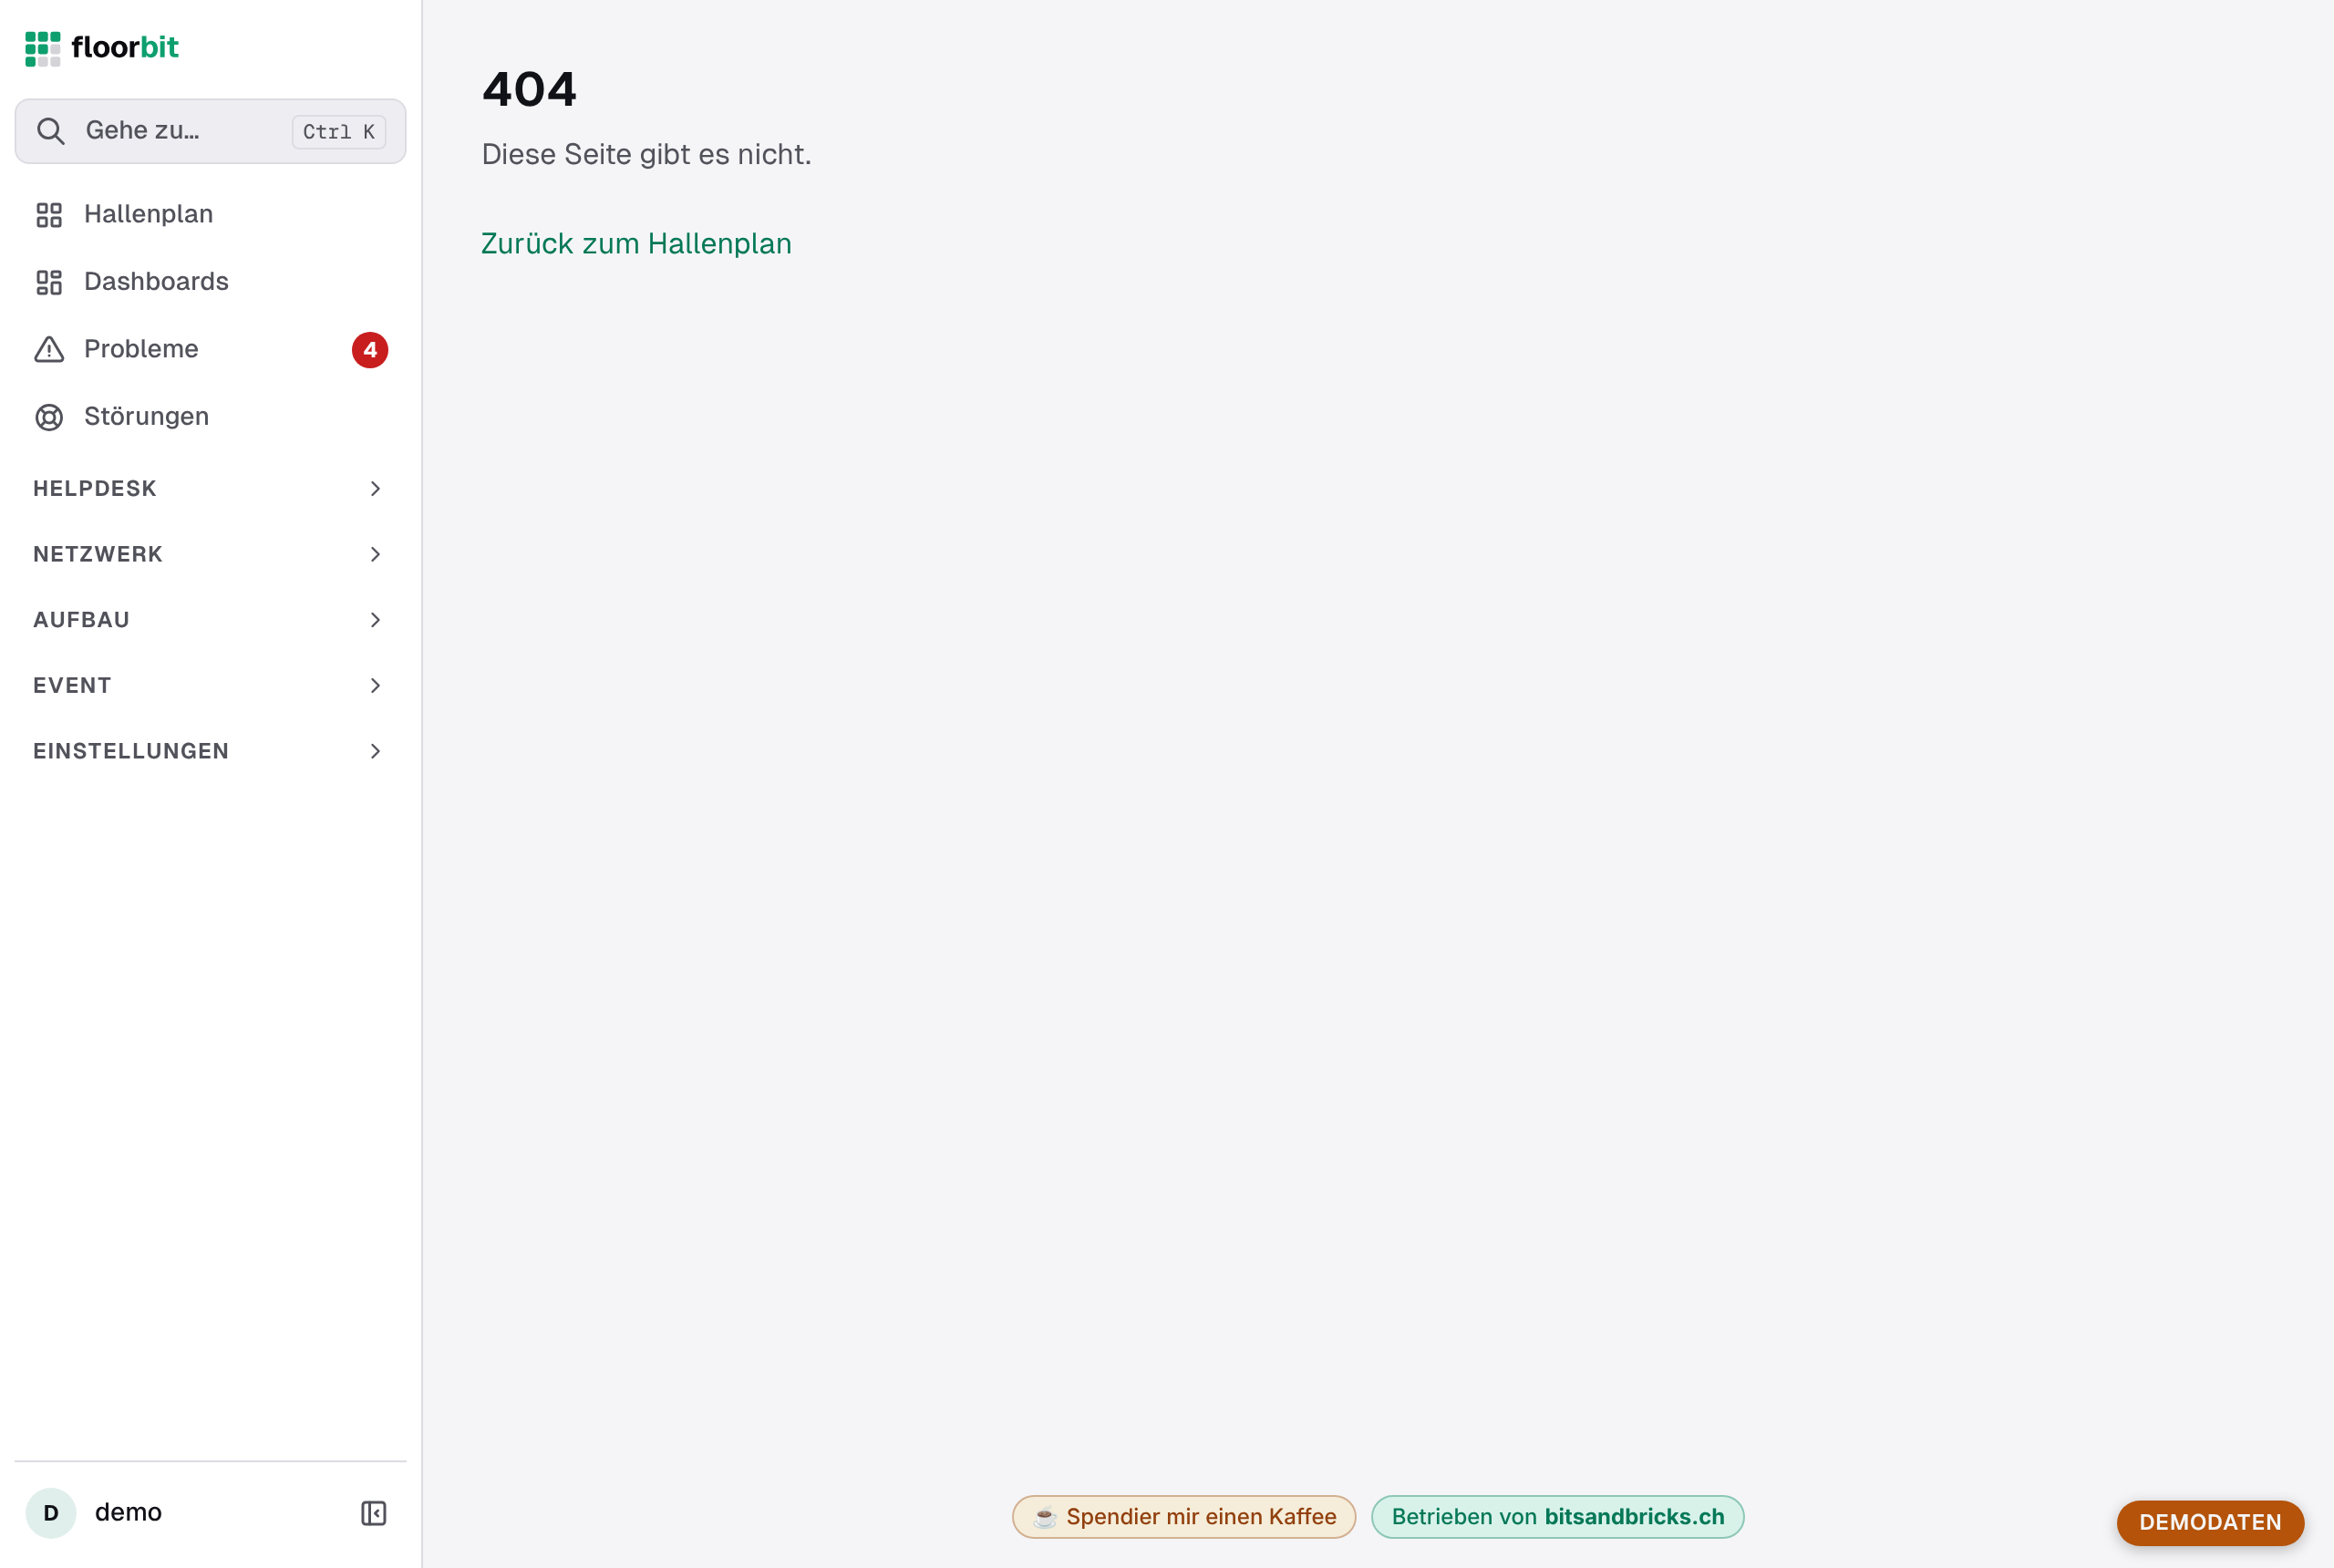 floorbit
Gehe zu...
Ctrl K
Hallenplan
Dashboards
Probleme
4
Störungen
HELPDESK
NETZWERK
AUFBAU
EVENT
EINSTELLUNGEN
D
demo
404
Diese Seite gibt es nicht.
Zurück zum Hallenplan
Spendier mir einen Kaffee
Betrieben von bitsandbricks.ch
DEMODATEN